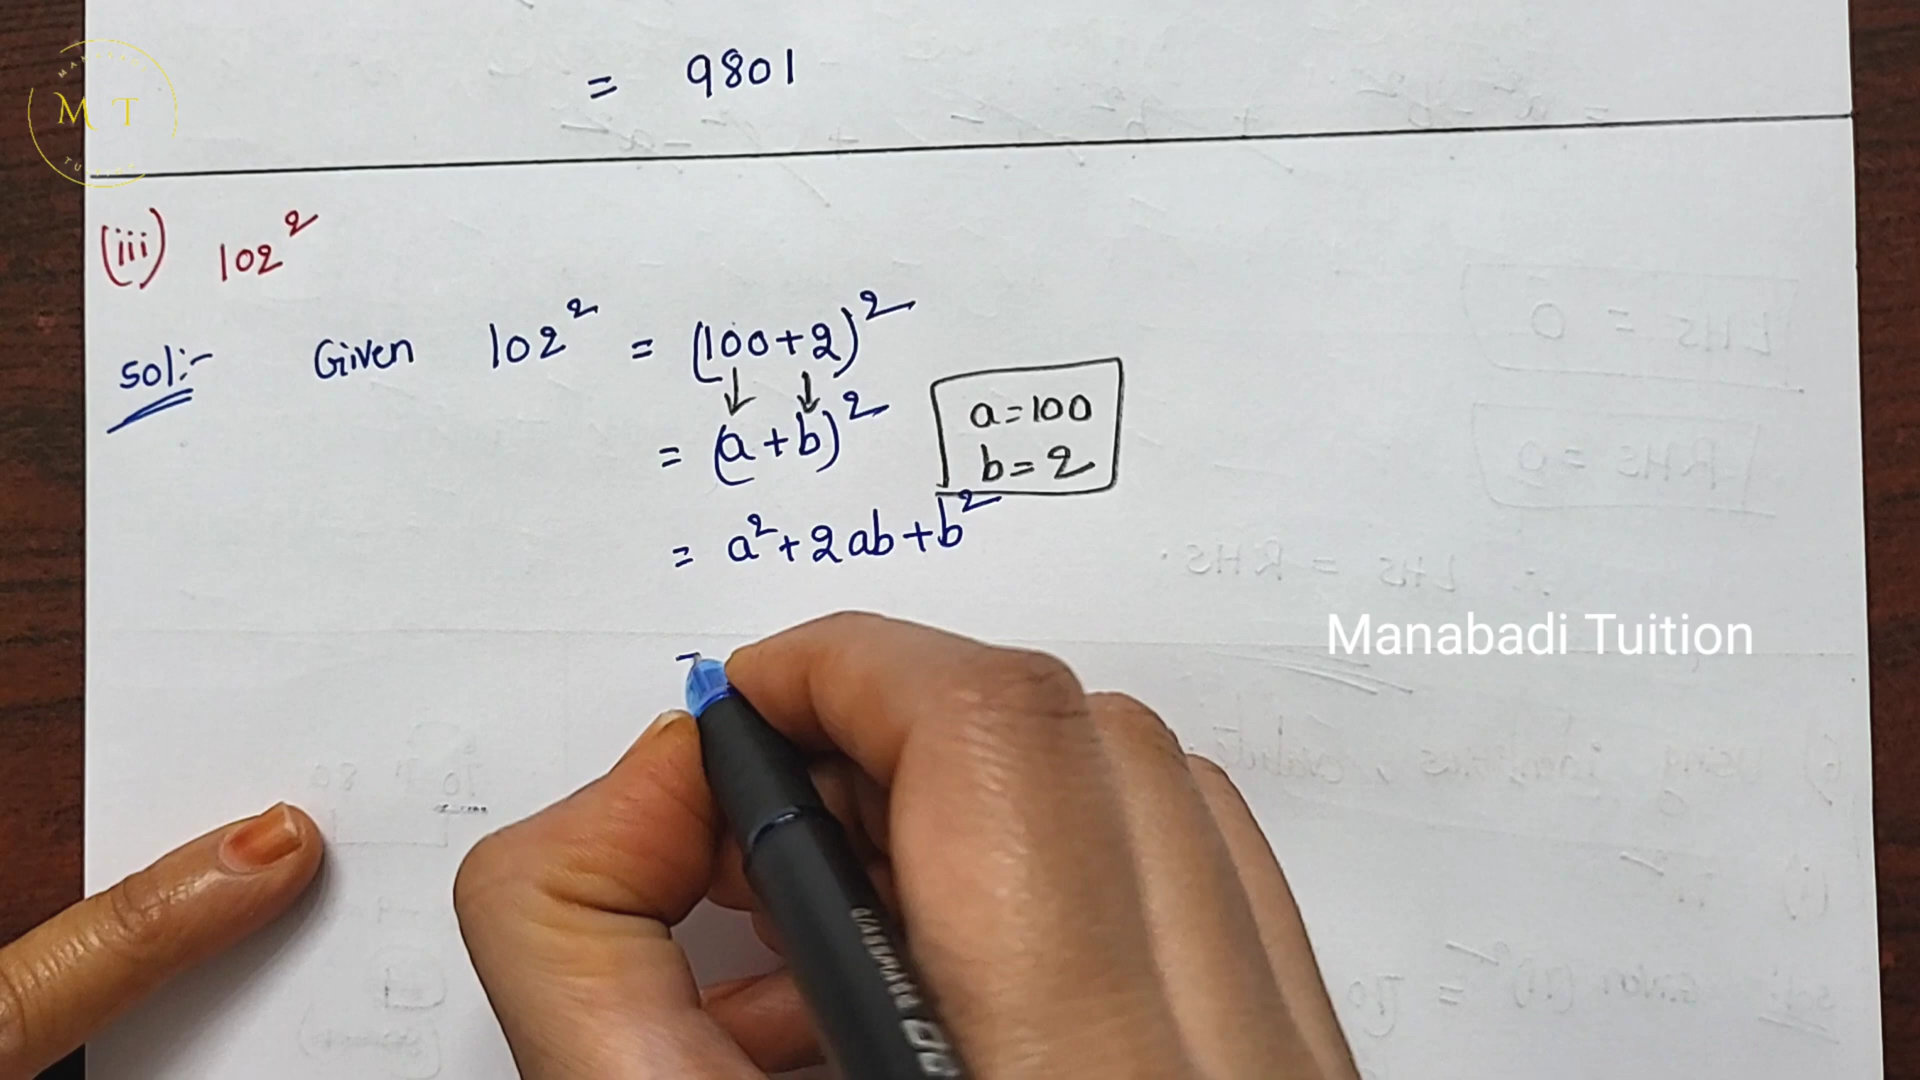 = 9801
M T
(iii) 102²
Sol:- Given 102² = (100+2)²
= (a+b)²
a=100
b=2
= a²+2ab+b²
Manabadi Tuition